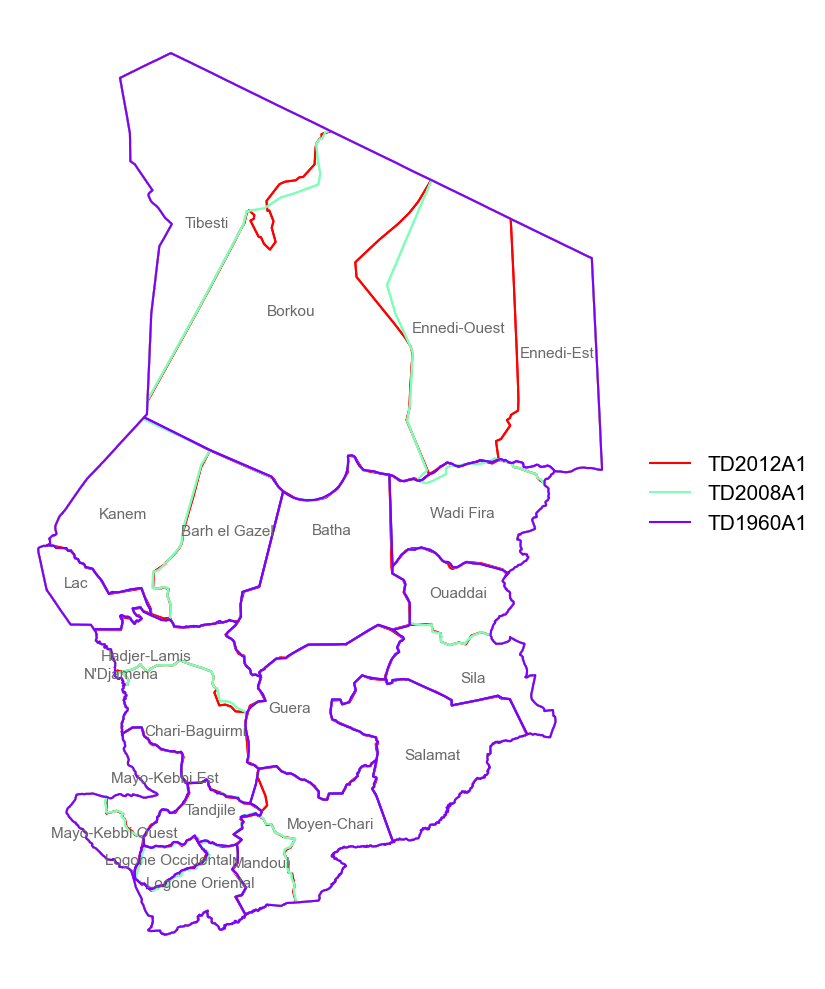 Tibesti
Borkou
Ennedi-Ouest
Ennedi-Est
TD2012A1
TD2008A1
TD1960A1
Kanem
Wadi Fira
Barh el Gazel
Batha
Lac
Ouaddai
Hadjer-Lamis
N'Djamena
Sila
Guera
Chari-Baguirmi
Salamat
Mayo-Kebbi Est
Tandjile
Moyen-Chari
Mayo-Kebbi Ouest
Logone Occidental
Mandoul
Logone Oriental